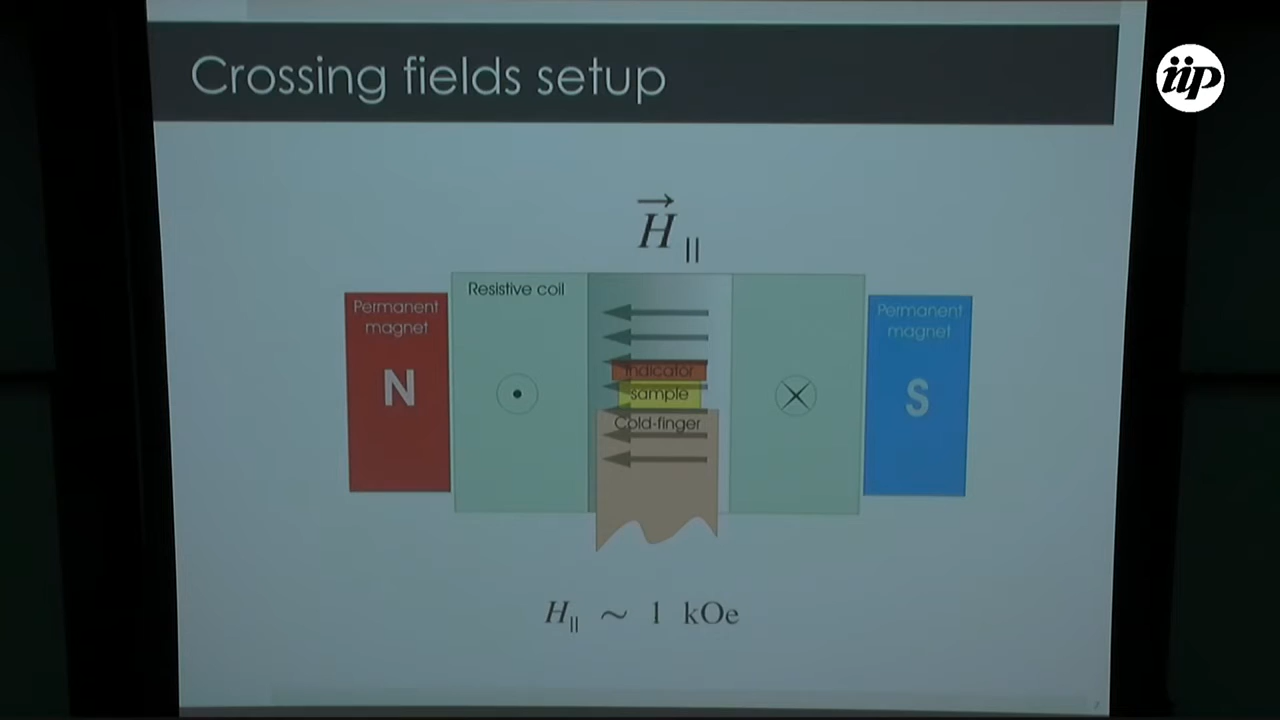 Crossing fields setup
iip
H ||
Resistive coil
Permanent
magnet
N
Indicator
sample
Cold-finger
Permanent
magnet
S
H|| ~ 1 kOe